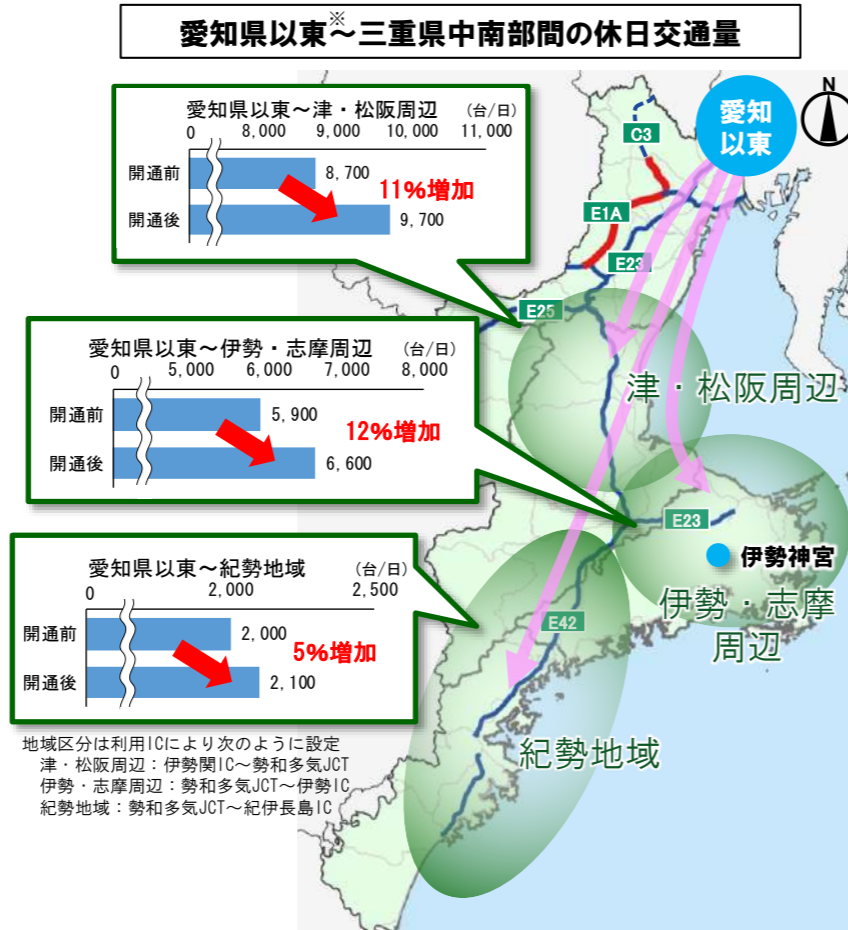 愛知県以東※～三重県中南部間の休日交通量
愛知県以東～津・松阪周辺 (台/日)
0 8,000 9,000 10,000 11,000
開通前 8,700
11%増加
開通後 9,700
愛知県以東～伊勢・志摩周辺 (台/日)
0 5,000 6,000 7,000 8,000
開通前 5,900
12%増加
開通後 6,600
愛知県以東～紀勢地域 (台/日)
0 2,000 2,500
開通前 2,000
5%増加
開通後 2,100
地域区分は利用ICにより次のように設定
津・松阪周辺：伊勢関IC～勢和多気JCT
伊勢・志摩周辺：勢和多気JCT～伊勢IC
紀勢地域：勢和多気JCT～紀伊長島IC
愛知
以東
N
C3
E1A
E23
E25
津・松阪周辺
E23
伊勢神宮
伊勢・志摩
周辺
E42
紀勢地域